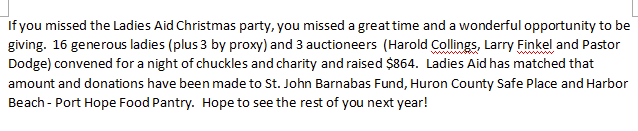 If you missed the Ladies Aid Christmas party, you missed a great time and a wonderful opportunity to be
giving.  16 generous ladies (plus 3 by proxy) and 3 auctioneers  (Harold Collings, Larry Finkel and Pastor
Dodge) convened for a night of chuckles and charity and raised $864.  Ladies Aid has matched that
amount and donations have been made to St. John Barnabas Fund, Huron County Safe Place and Harbor
Beach - Port Hope Food Pantry.  Hope to see the rest of you next year!